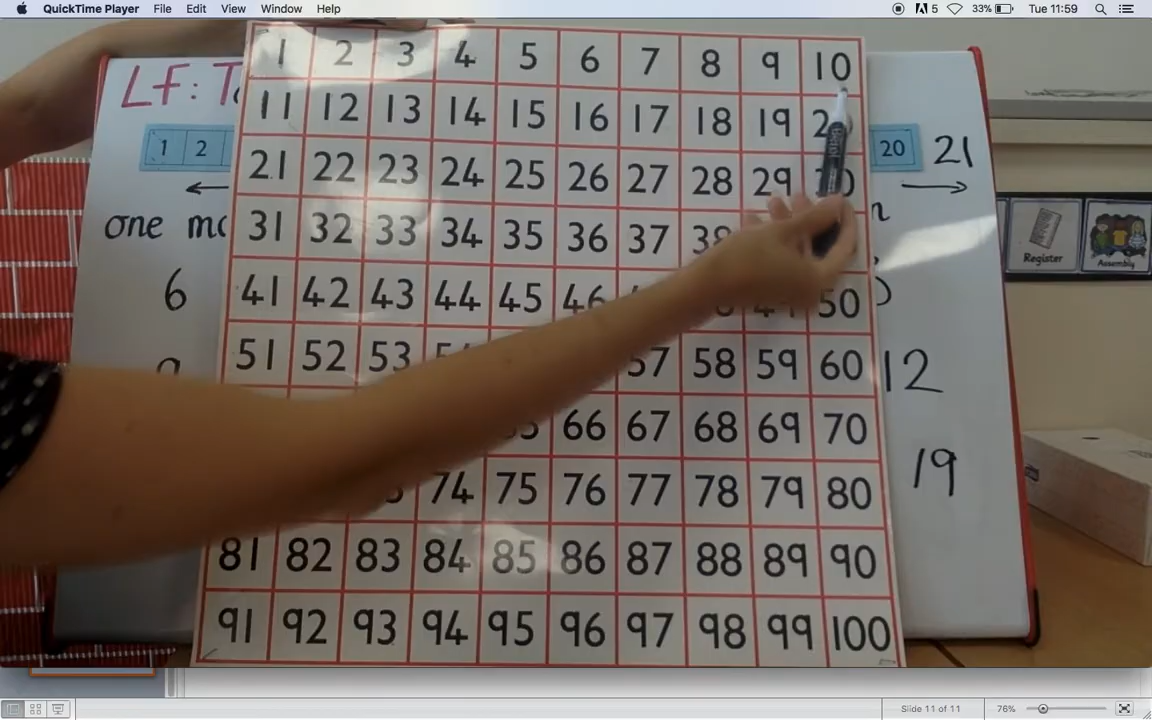 QuickTime Player File Edit View Window Help 5 33% Tue 11:59
1 2 3 4 5 6 7 8 9 10
LF: T
11 12 13 14 15 16 17 18 19
1 2
20 21
21 22 23 24 25 26 27 28 29
one
31 32 33 34 35 36 37
Register Assembly
6
41 42 43 44 45 50
51 52 53 57 58 59 60
12
66 67 68 69 70
19
74 75 76 77 78 79 80
81 82 83 84 85 86 87 88 89 90
91 92 93 94 95 96 97 98 99 100
Slide 11 of 11 76%